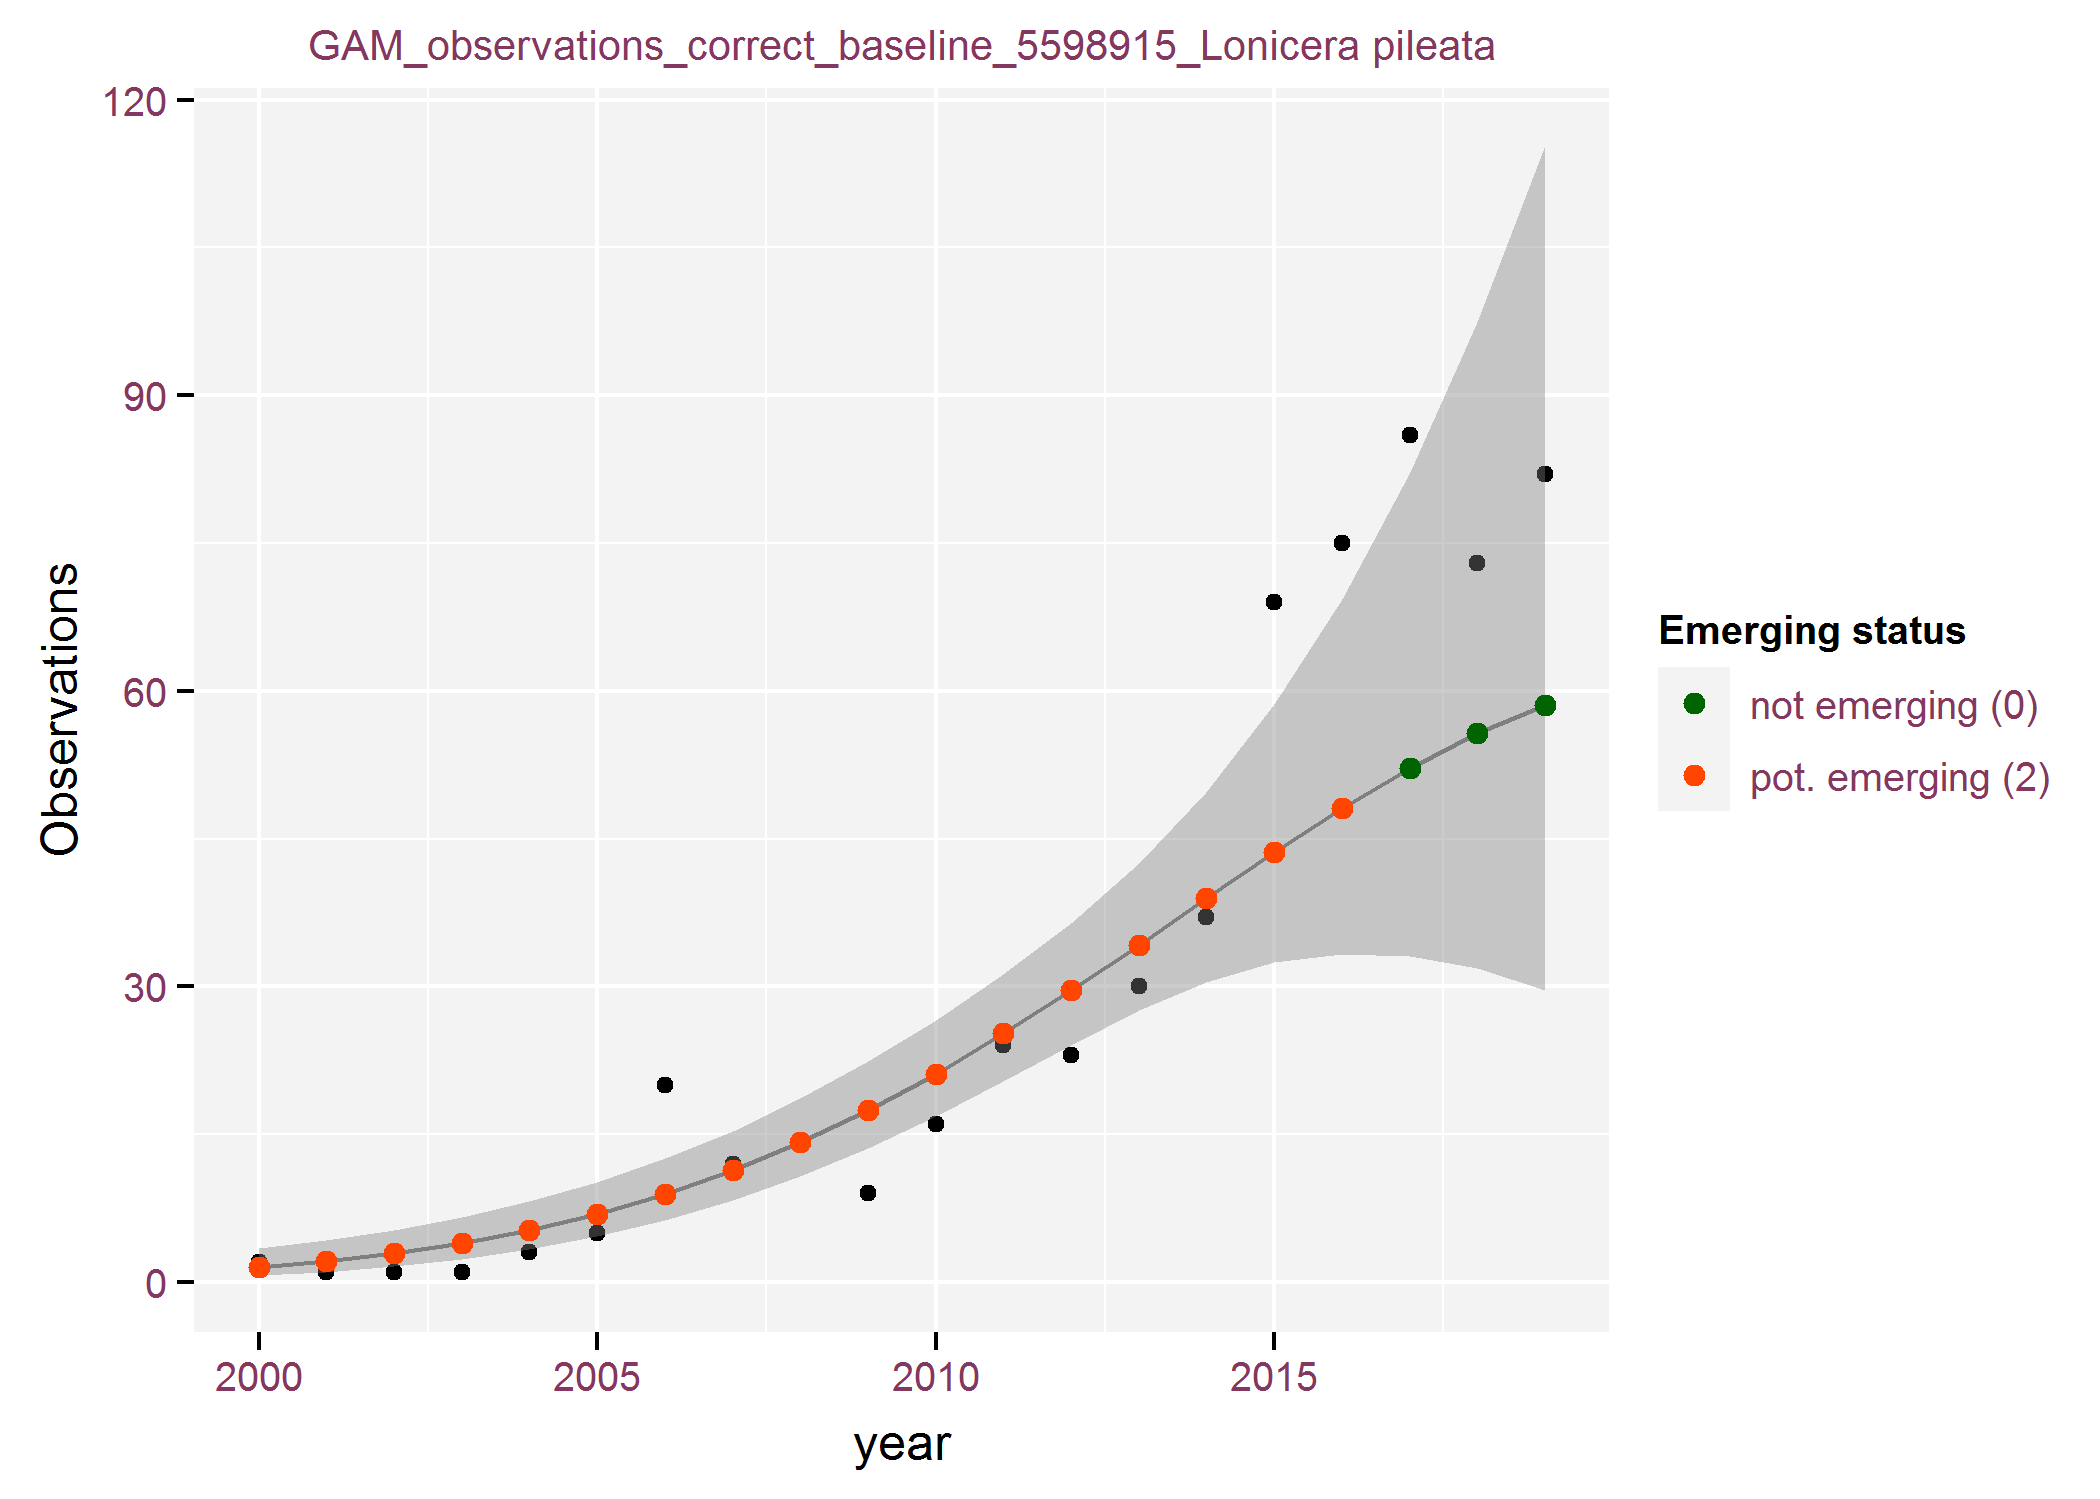 GAM_observations_correct_baseline_5598915_Lonicera pileata
120
90
60
30
0
Observations
2000 2005 2010 2015
year
Emerging status
not emerging (0)
pot. emerging (2)